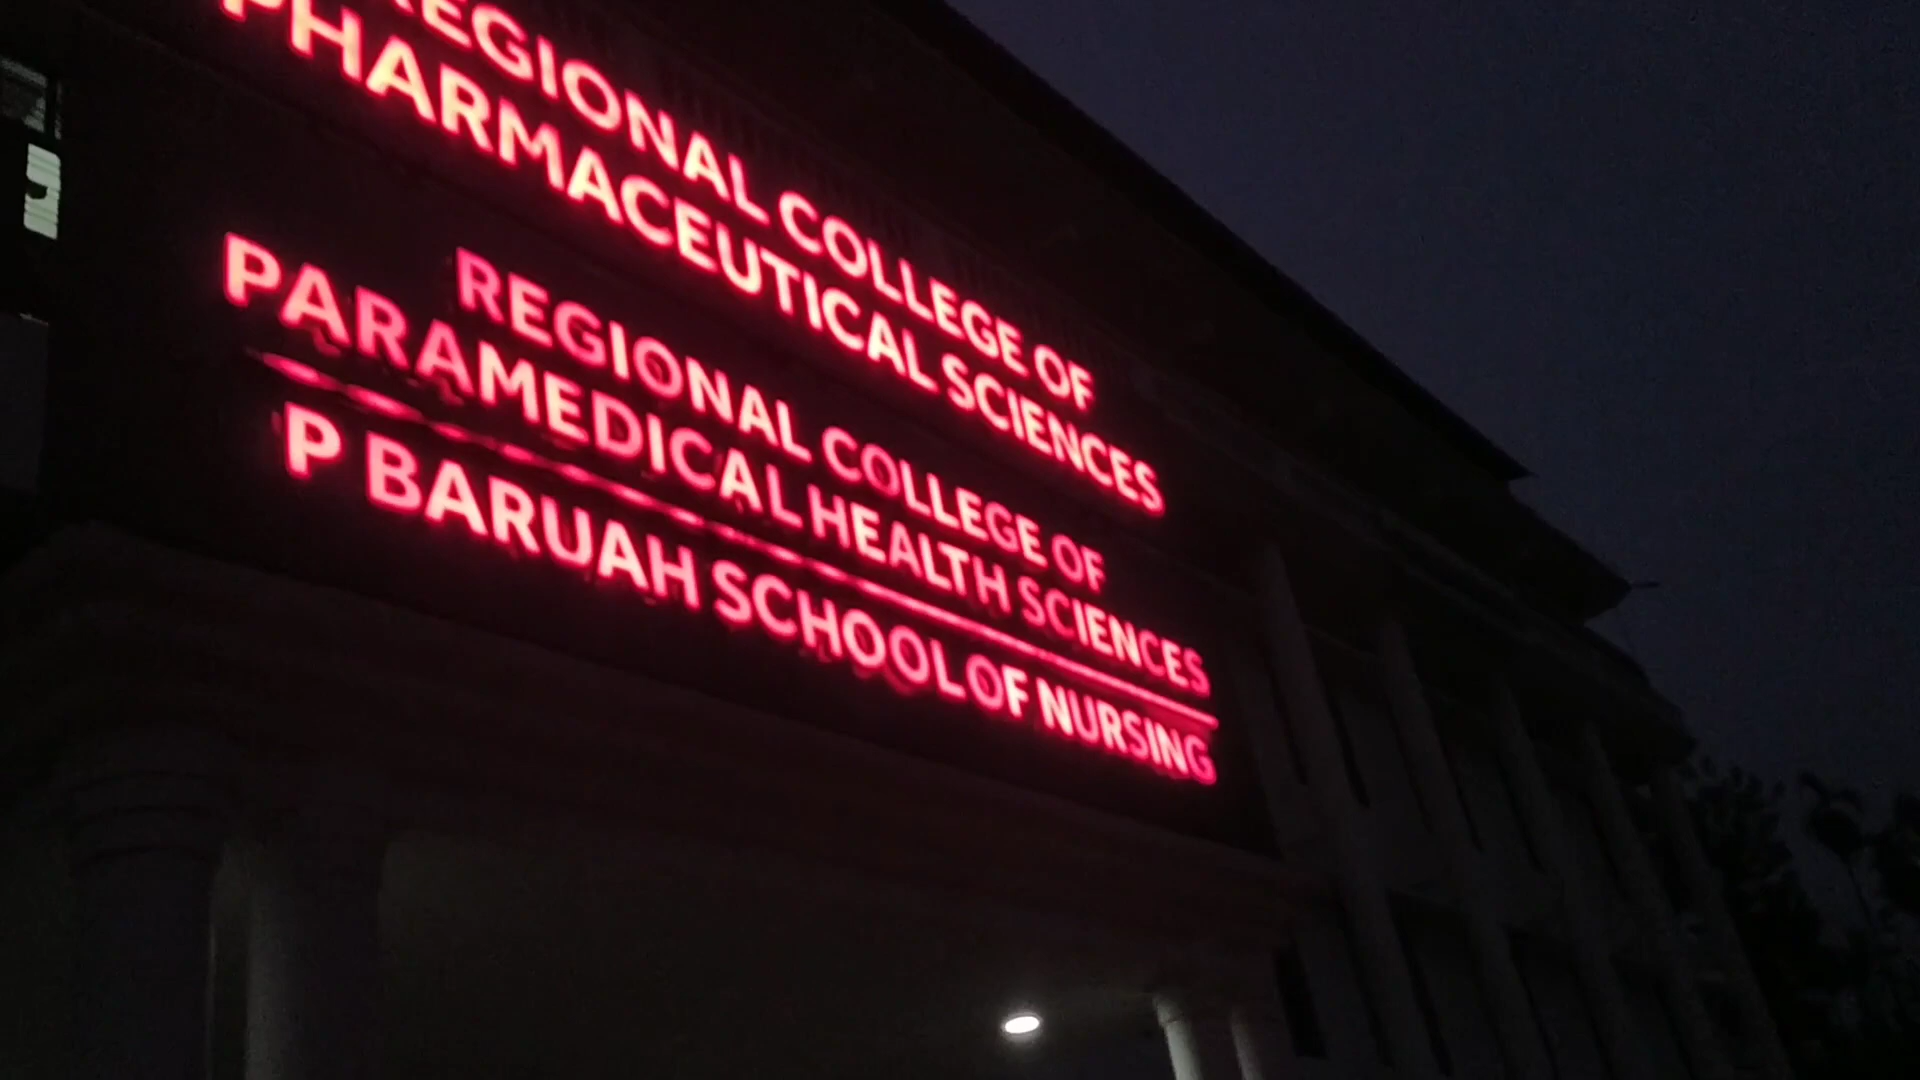 REGIONAL COLLEGE OF
PHARMACEUTICAL SCIENCES
REGIONAL COLLEGE OF
PARAMEDICAL HEALTH SCIENCES
P BARUAH SCHOOL OF NURSING